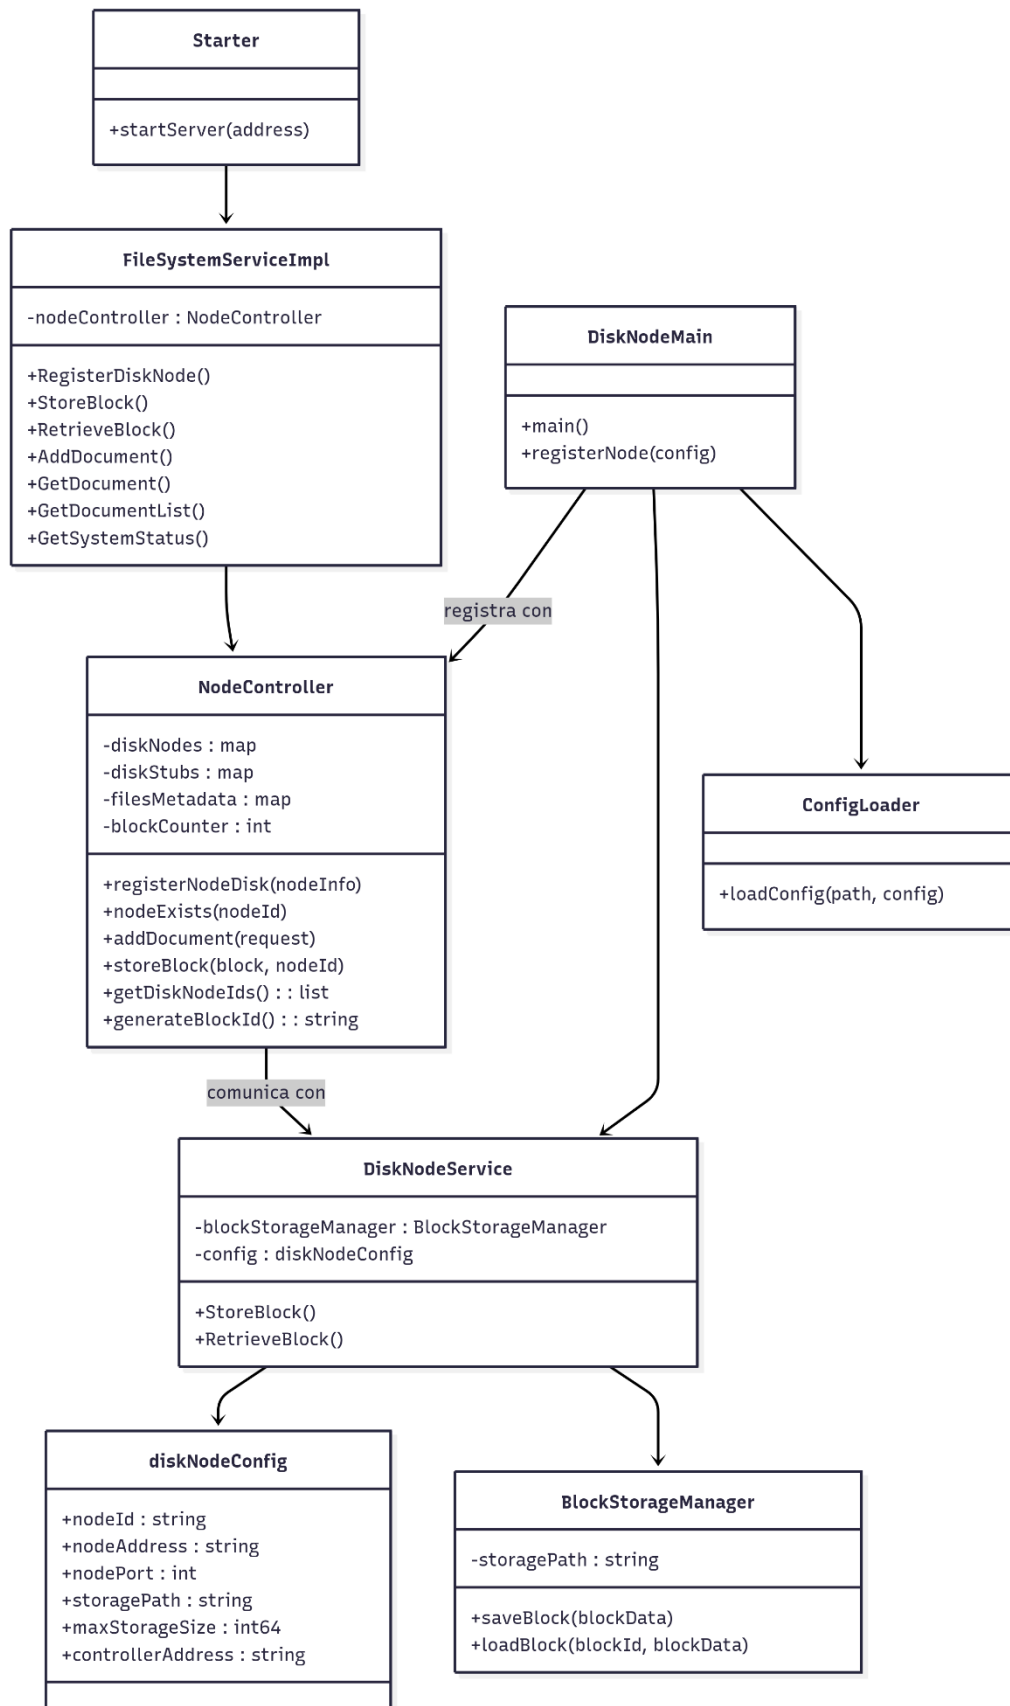 Starter
+startServer(address)
FileSystemServiceImpl
-nodeController : NodeController
+RegisterDiskNode()
+StoreBlock()
+RetrieveBlock()
+AddDocument()
+GetDocument()
+GetDocumentList()
+GetSystemStatus()
DiskNodeMain
+main()
+registerNode(config)
registra con
NodeController
-diskNodes : map
-diskStubs : map
-filesMetadata : map
-blockCounter : int
+registerNodeDisk(nodeInfo)
+nodeExists(nodeId)
+addDocument(request)
+storeBlock(block, nodeId)
+getDiskNodeIds() : : list
+generateBlockId() : : string
ConfigLoader
+loadConfig(path, config)
comunica con
DiskNodeService
-blockStorageManager : BlockStorageManager
-config : diskNodeConfig
+StoreBlock()
+RetrieveBlock()
diskNodeConfig
+nodeId : string
+nodeAddress : string
+nodePort : int
+storagePath : string
+maxStorageSize : int64
+controllerAddress : string
BlockStorageManager
-storagePath : string
+saveBlock(blockData)
+loadBlock(blockId, blockData)